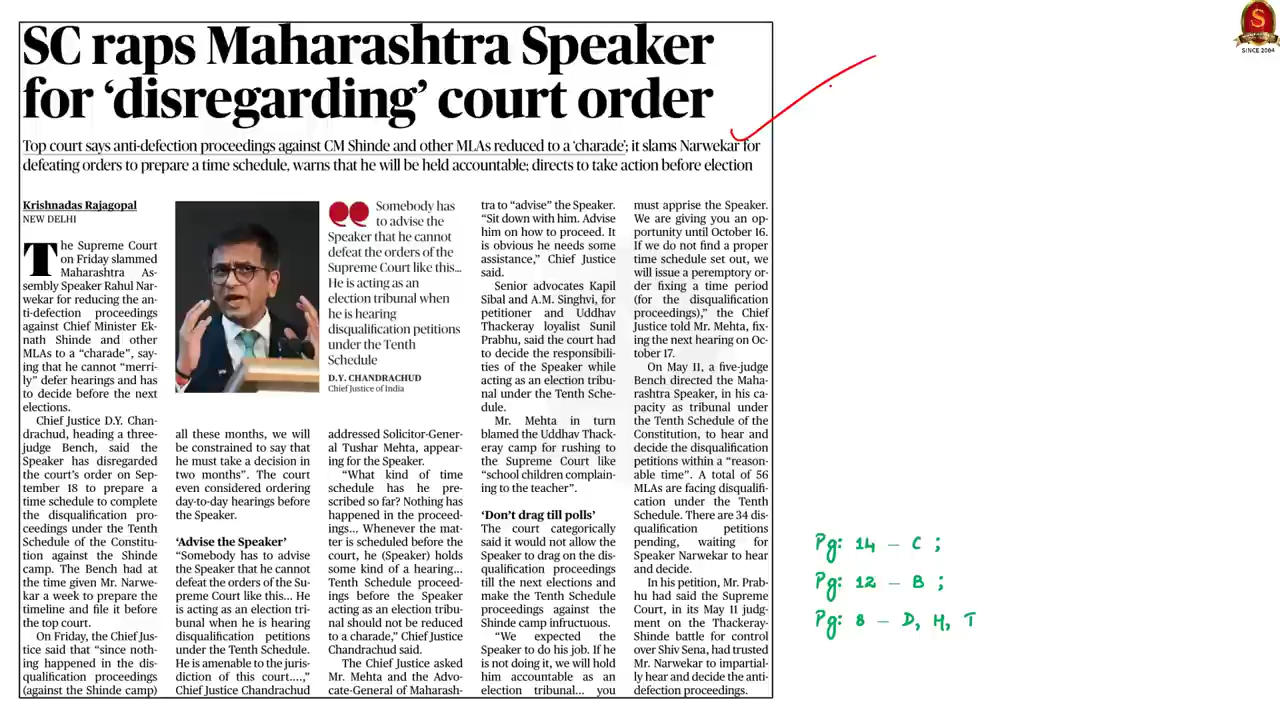 SC raps Maharashtra Speaker
for ‘disregarding’ court order
Top court says anti-defection proceedings against CM Shinde and other MLAs reduced to a ‘charade’; it slams Narwekar for
defeating orders to prepare a time schedule, warns that he will be held accountable; directs to take action before election
Krishnadas Rajagopal
NEW DELHI
The Supreme Court
on Friday slammed
Maharashtra As-
sembly Speaker Rahul Nar-
wekar for reducing the an-
ti-defection proceedings
against Chief Minister Ek-
nath Shinde and other
MLAs to a “charade”, say-
ing that he cannot “merri-
ly” defer hearings and has
to decide before the next
elections.
Chief Justice D.Y. Chan-
drachud, heading a three-
judge Bench, said the
Speaker has disregarded
the court’s order on Sep-
tember 18 to prepare a
time schedule to complete
the disqualification pro-
ceedings under the Tenth
Schedule of the Constitu-
tion against the Shinde
camp. The Bench had at
the time given Mr. Narwe-
kar a week to prepare the
timeline and file it before
the top court.
On Friday, the Chief Jus-
tice said that “since noth-
ing happened in the dis-
qualification proceedings
(against the Shinde camp)
all these months, we will
be constrained to say that
he must take a decision in
two months”. The court
even considered ordering
day-to-day hearings before
the Speaker.
‘Advise the Speaker’
“Somebody has to advise
the Speaker that he cannot
defeat the orders of the Su-
preme Court like this... He
is acting as an election tri-
bunal when he is hearing
disqualification petitions
under the Tenth Schedule.
He is amenable to the juris-
diction of this court....,”
Chief Justice Chandrachud
Somebody has
to advise the
Speaker that he cannot
defeat the orders of the
Supreme Court like this...
He is acting as an
election tribunal when
he is hearing
disqualification petitions
under the Tenth
Schedule
D.Y. CHANDRACHUD
Chief Justice of India
addressed Solicitor-Gener-
al Tushar Mehta, appear-
ing for the Speaker.
“What kind of time
schedule has he pre-
scribed so far? Nothing has
happened in the proceed-
ings... Whenever the mat-
ter is scheduled before the
court, he (Speaker) holds
some kind of a hearing...
Tenth Schedule proceed-
ings before the Speaker
acting as an election tribu-
nal should not be reduced
to a charade,” Chief Justice
Chandrachud said.
The Chief Justice asked
Mr. Mehta and the Advo-
cate-General of Maharash-
tra to “advise” the Speaker.
“Sit down with him. Advise
him on how to proceed. It
is obvious he needs some
assistance,” Chief Justice
said.
Senior advocates Kapil
Sibal and A.M. Singhvi, for
petitioner and Uddhav
Thackeray loyalist Sunil
Prabhu, said the court had
to decide the responsibili-
ties of the Speaker while
acting as an election tribu-
nal under the Tenth Sche-
dule.
Mr. Mehta in turn
blamed the Uddhav Thack-
eray camp for rushing to
the Supreme Court like
“school children complain-
ing to the teacher”.
‘Don’t drag till polls’
The court categorically
said it would not allow the
Speaker to drag on the dis-
qualification proceedings
till the next elections and
make the Tenth Schedule
proceedings against the
Shinde camp infructuous.
“We expected the
Speaker to do his job. If he
is not doing it, we will hold
him accountable as an
election tribunal... you
must apprise the Speaker.
We are giving you an op-
portunity until October 16.
If we do not find a proper
time schedule set out, we
will issue a peremptory or-
der fixing a time period
(for the disqualification
proceedings),” the Chief
Justice told Mr. Mehta, fix-
ing the next hearing on Oc-
tober 17.
On May 11, a five-judge
Bench directed the Maha-
rashtra Speaker, in his ca-
pacity as tribunal under
the Tenth Schedule of the
Constitution, to hear and
decide the disqualification
petitions within a “reason-
able time”. A total of 56
MLAs are facing disqualifi-
cation under the Tenth
Schedule. There are 34 dis-
qualification petitions
pending, waiting for
Speaker Narwekar to hear
and decide.
In his petition, Mr. Prab-
hu had said the Supreme
Court, in its May 11 judg-
ment on the Thackeray-
Shinde battle for control
over Shiv Sena, had trusted
Mr. Narwekar to impartial-
ly hear and decide the anti-
defection proceedings.
S
SINCE 2004
Pg: 14 – C ;
Pg: 12 – B ;
Pg: 8 – D, H, T